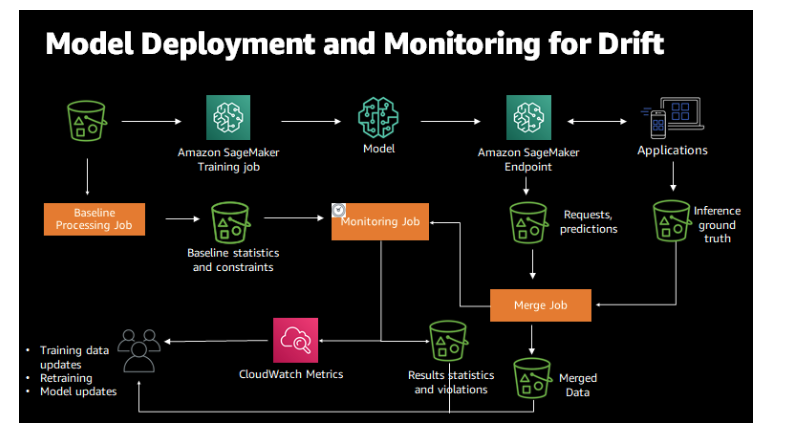 Model Deployment and Monitoring for Drift
Amazon SageMaker
Training job
Model
Amazon SageMaker
Endpoint
Applications
Baseline
Processing Job
Baseline statistics
and constraints
Monitoring Job
Requests,
predictions
Inference
ground
truth
Merge Job
• Training data
updates
• Retraining
• Model updates
CloudWatch Metrics
Results statistics
and violations
Merged
Data